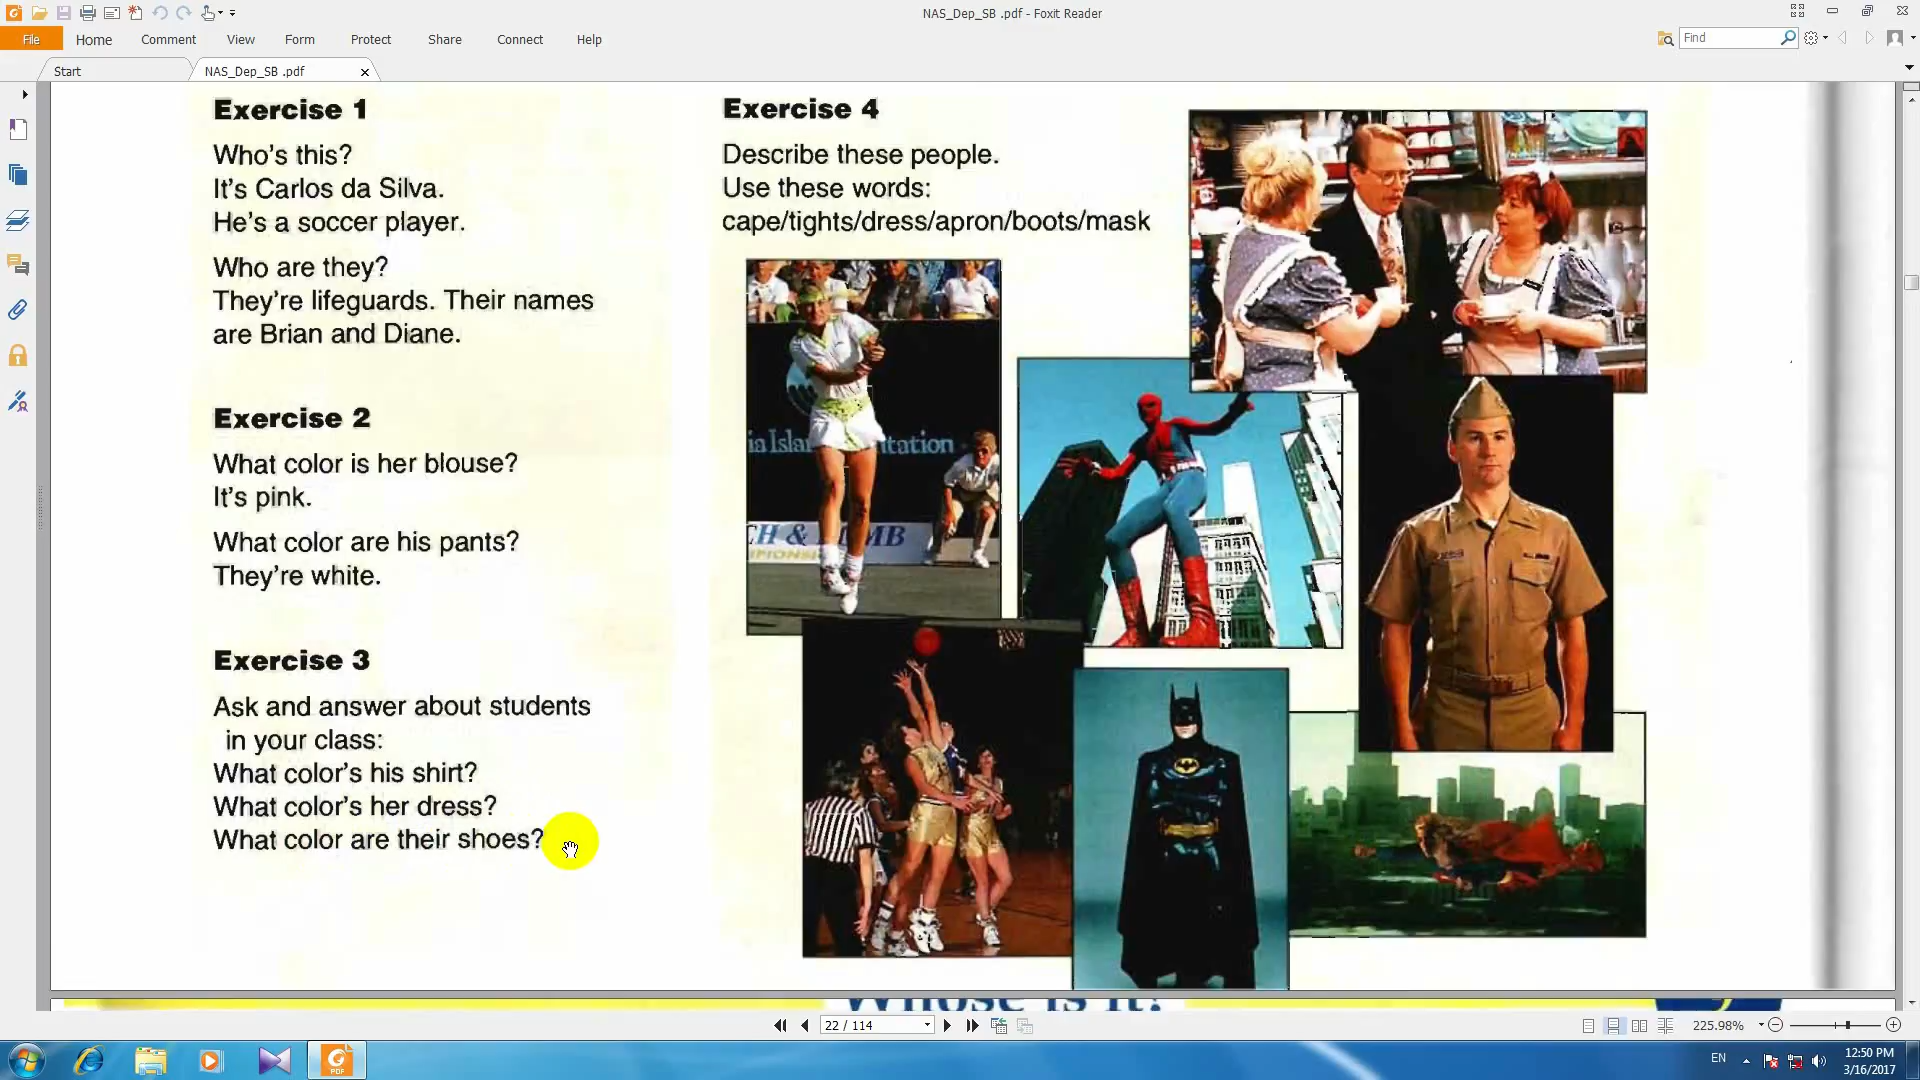 NAS_Dep_SB .pdf - Foxit Reader
File Home Comment View Form Protect Share Connect Help
Find
Start
NAS_Dep_SB .pdf
Exercise 1
Who's this?
It's Carlos da Silva.
He's a soccer player.
Who are they?
They're lifeguards. Their names
are Brian and Diane.
Exercise 2
What color is her blouse?
It's pink.
What color are his pants?
They're white.
Exercise 3
Ask and answer about students
in your class:
What color's his shirt?
What color's her dress?
What color are their shoes?
Exercise 4
Describe these people.
Use these words:
cape/tights/dress/apron/boots/mask
Whose is it?
22 / 114
225.98%
PDF
EN
12:50 PM
3/16/2017